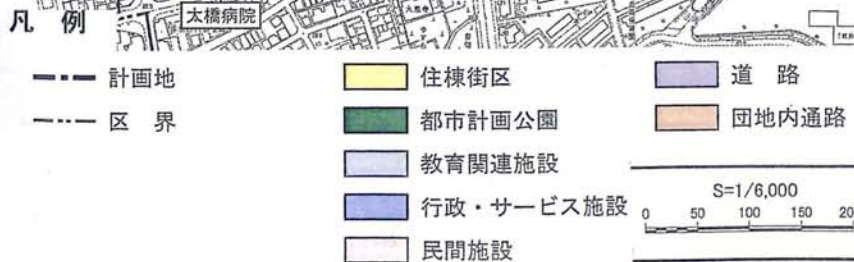 凡 例
大橋病院
計画地
区 界
住棟街区
都市計画公園
教育関連施設
行政・サービス施設
民間施設
道 路
団地内通路
S=1/6,000
0 50 100 150 200